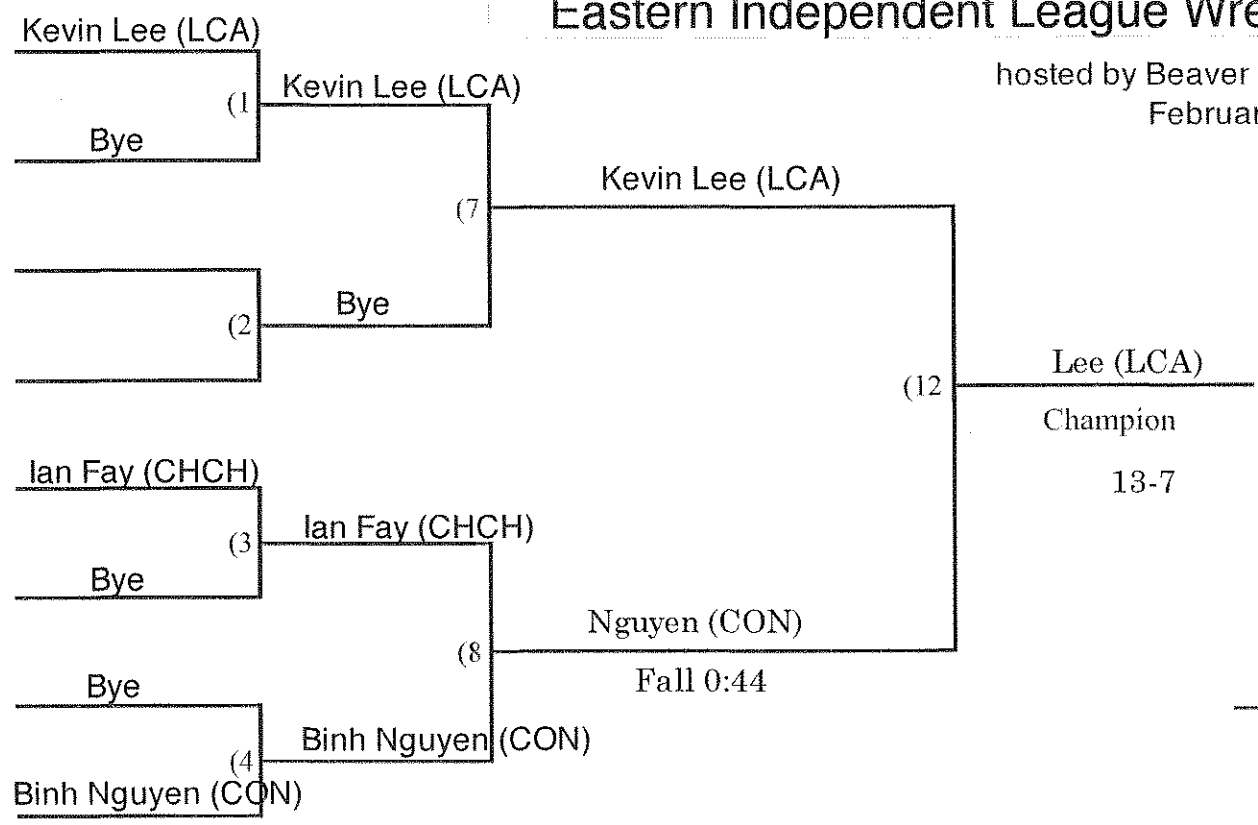 Eastern Independent League
hosted by Beaver
Kevin Lee (LCA)
(1
Kevin Lee (LCA)
Bye
Kevin Lee (LCA)
(7
(2
Bye
Lee (LCA)
(12
Champion
13-7
Ian Fay (CHCH)
(3
Ian Fay (CHCH)
Bye
Nguyen (CON)
(8
Fall 0:44
Bye
Binh Nguyen (CON)
(4
Binh Nguyen (CON)